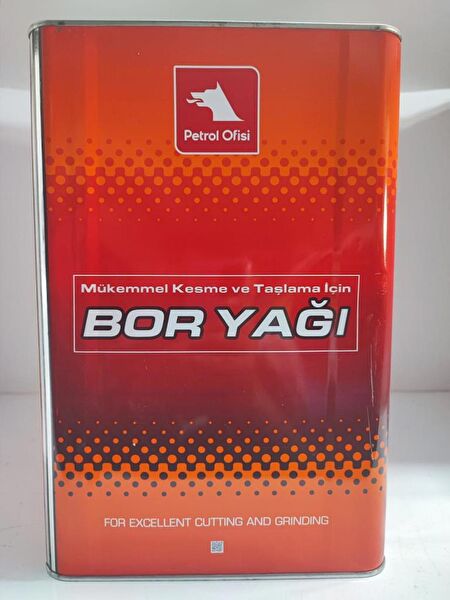 Petrol Ofisi
Mükemmel Kesme ve Taşlama İçin
BOR YAĞI
FOR EXCELLENT CUTTING AND GRINDING